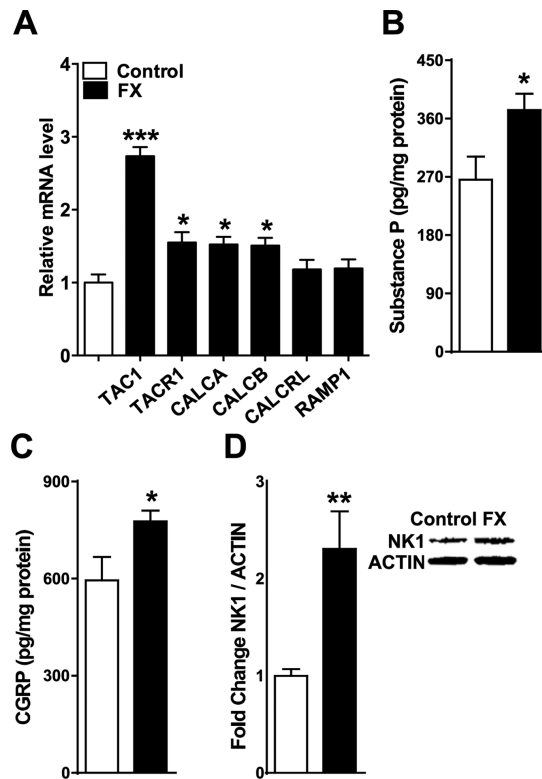 A
Control
FX
Relative mRNA level
4
3
2
1
0
***
*
*
*
TAC1
TACR1
CALCA
CALCB
CALCRL
RAMP1
B
Substance P (pg/mg protein)
450
360
270
180
90
0
*
C
CGRP (pg/mg protein)
900
600
300
0
*
D
Fold Change NK1 / ACTIN
3
2
1
0
**
Control FX
NK1
ACTIN